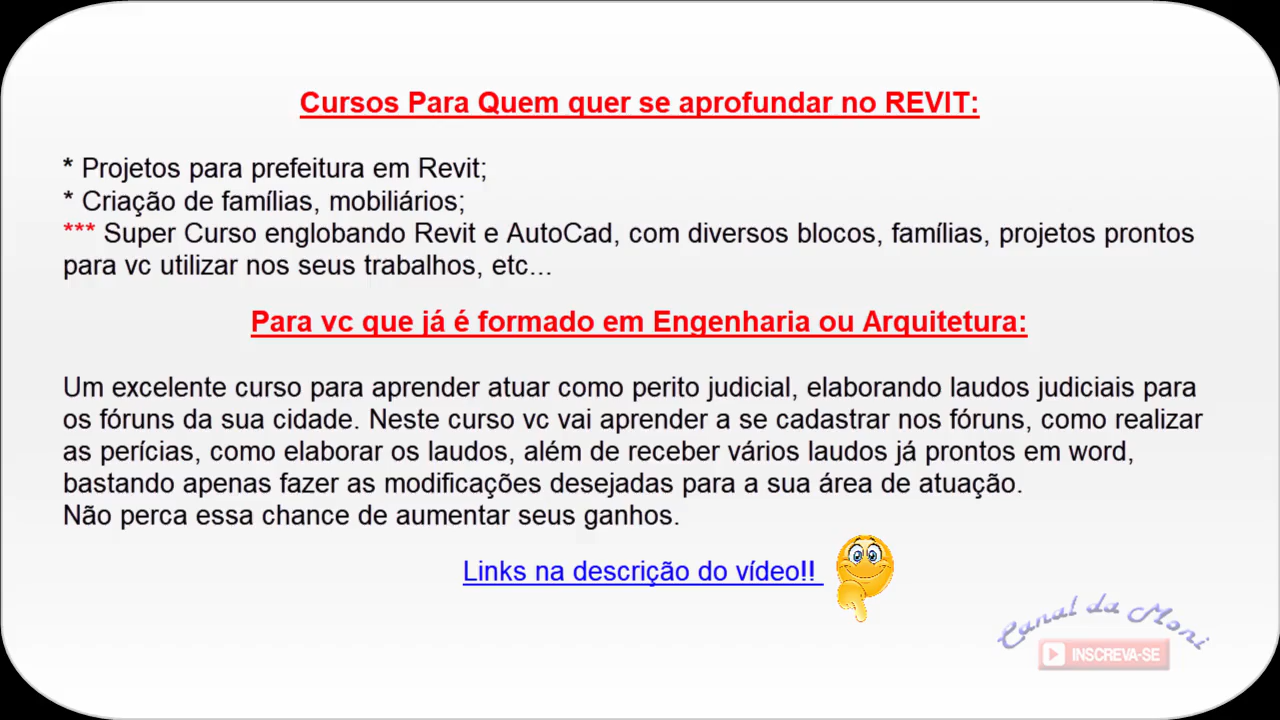 Cursos Para Quem quer se aprofundar no REVIT:
* Projetos para prefeitura em Revit;
* Criação de famílias, mobiliários;
*** Super Curso englobando Revit e AutoCad, com diversos blocos, famílias, projetos prontos
para vc utilizar nos seus trabalhos, etc...
Para vc que já é formado em Engenharia ou Arquitetura:
Um excelente curso para aprender atuar como perito judicial, elaborando laudos judiciais para
os fóruns da sua cidade. Neste curso vc vai aprender a se cadastrar nos fóruns, como realizar
as perícias, como elaborar os laudos, além de receber vários laudos já prontos em word,
bastando apenas fazer as modificações desejadas para a sua área de atuação.
Não perca essa chance de aumentar seus ganhos.
Links na descrição do vídeo!!
Canal da Moni
INSCREVA-SE